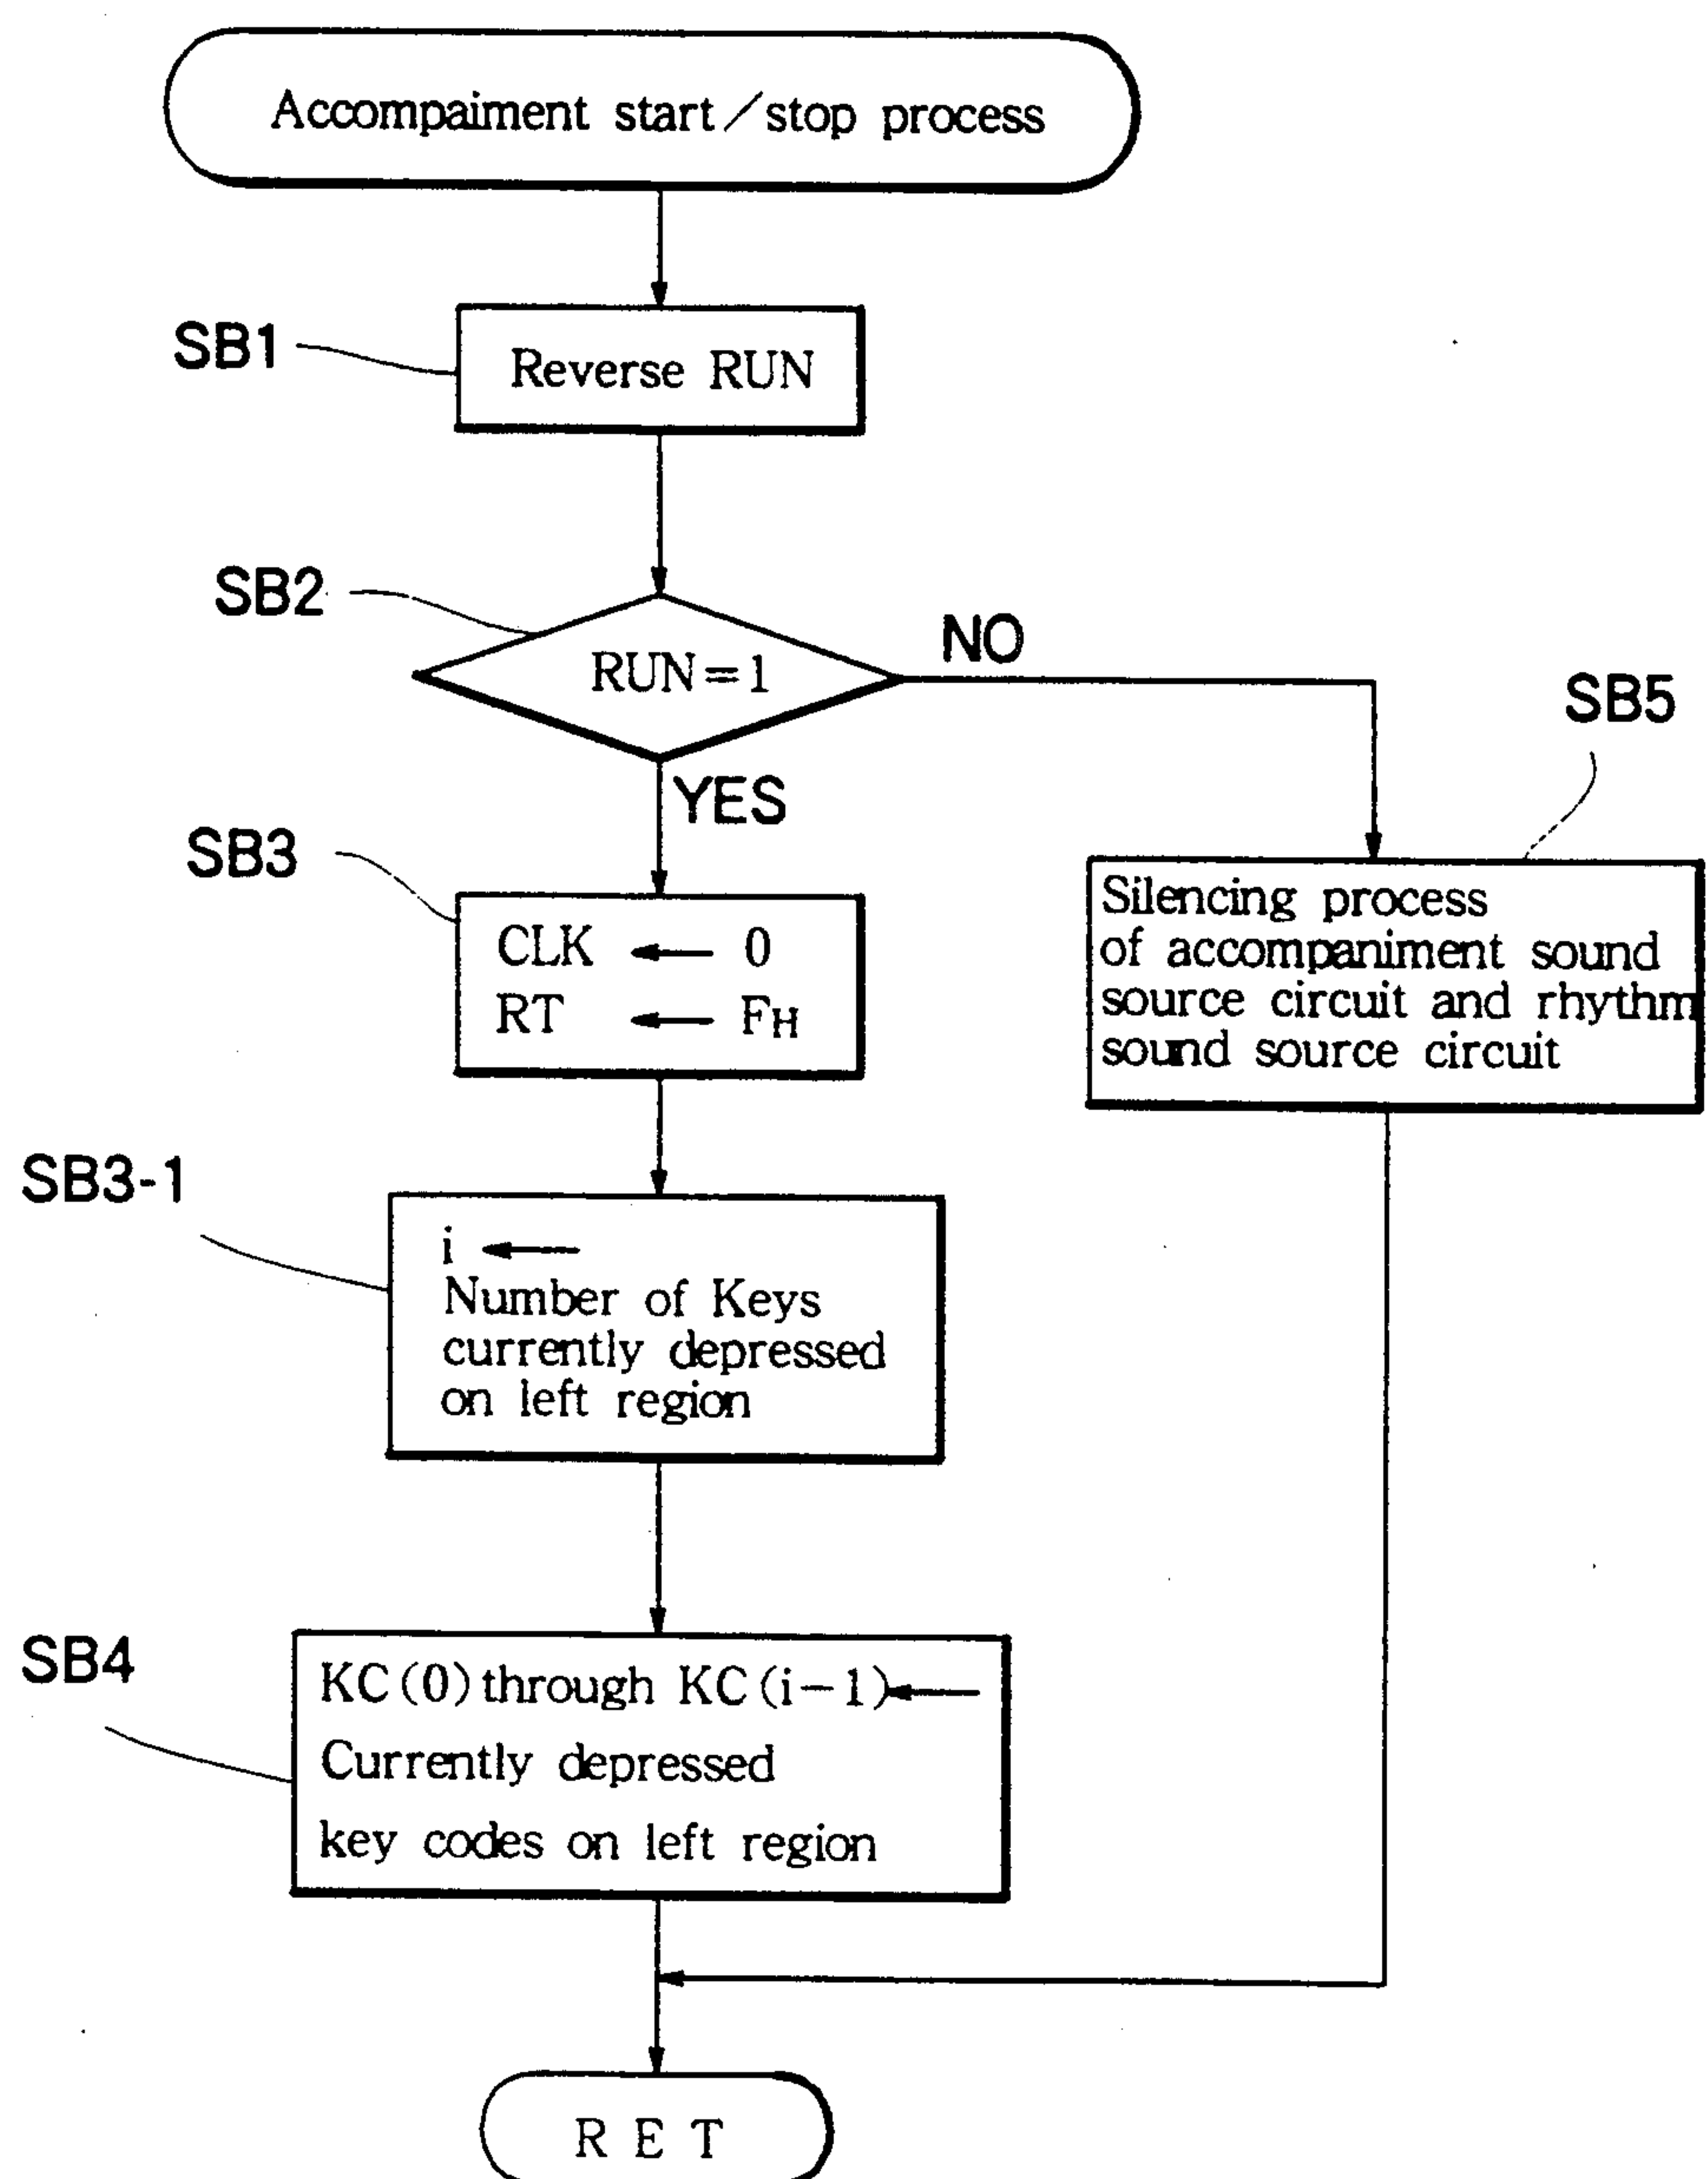 Accompaiment start/stop process
SB1
Reverse RUN
SB2
RUN=1
NO
YES
SB3
CLK ← 0
RT ← FH
SB5
Silencing process
of accompaniment sound
source circuit and rhythm
sound source circuit
SB3-1
i ←
Number of Keys
currently depressed
on left region
SB4
KC(0) through KC(i-1) ←
Currently depressed
key codes on left region
RET